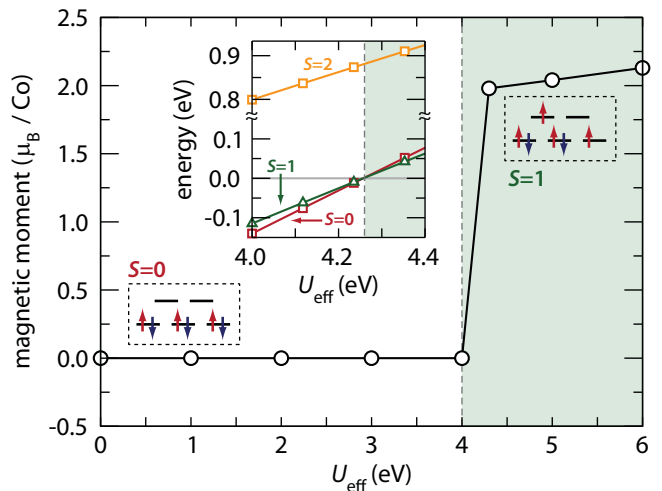 magnetic moment (μB / Co)
2.5
2.0
1.5
1.0
0.5
0.0
-0.5
0
1
2
3
4
5
6
Ueff (eV)
S=0
S=1
energy (eV)
0.9
0.8
0.1
0.0
-0.1
4.0
4.2
4.4
Ueff (eV)
S=2
S=1
S=0